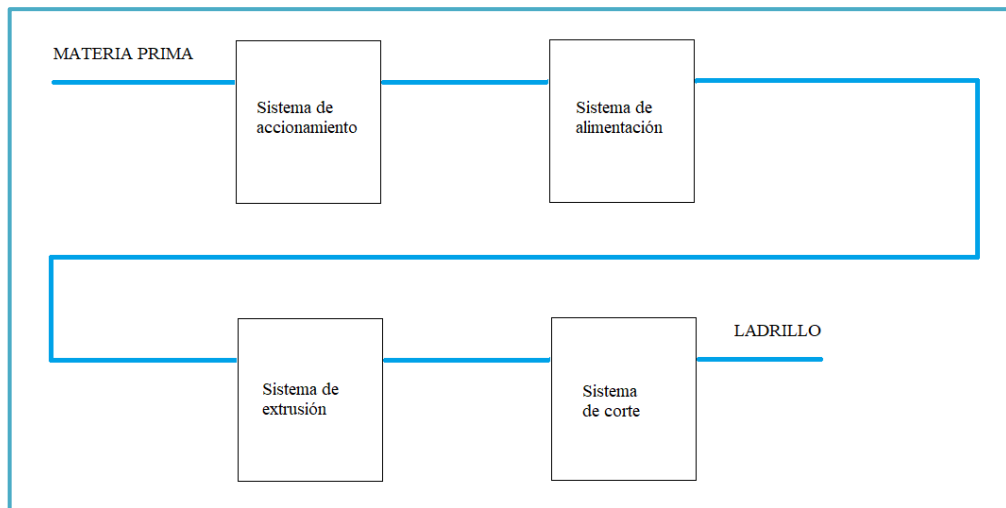 MATERIA PRIMA
Sistema de
accionamiento
Sistema de
alimentación
Sistema de
extrusión
Sistema
de corte
LADRILLO